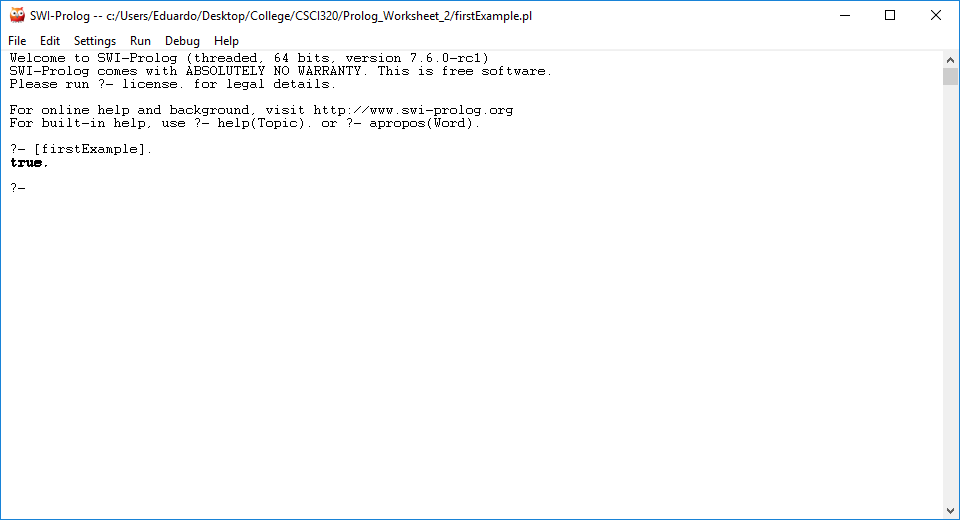 SWI-Prolog -- c:/Users/Eduardo/Desktop/College/CSCI320/Prolog_Worksheet_2/firstExample.pl
File Edit Settings Run Debug Help
Welcome to SWI-Prolog (threaded, 64 bits, version 7.6.0-rc1)
SWI-Prolog comes with ABSOLUTELY NO WARRANTY. This is free software.
Please run ?- license. for legal details.
For online help and background, visit http://www.swi-prolog.org
For built-in help, use ?- help(Topic). or ?- apropos(Word).
?- [firstExample].
true.
?-